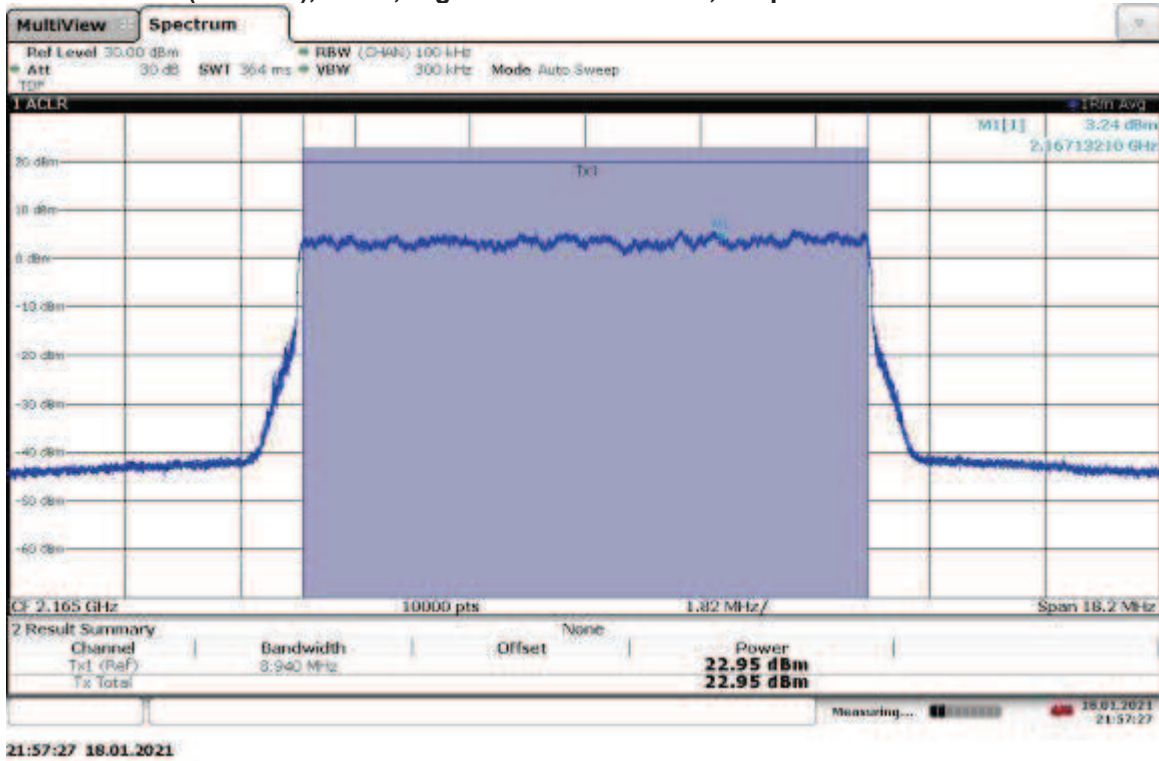 MultiView Spectrum
Ref Level 30.00 dBm RBW (CHAN) 100 kHz
Att 30 dB SWT 364 ms VBW 300 kHz Mode Auto Sweep
TDF
1 ACLR 1Rm Avg
M1[1] 3.24 dBm
2.16713210 GHz
20 dBm
Tx1
10 dBm
M1
0 dBm
-10 dBm
-20 dBm
-30 dBm
-40 dBm
-50 dBm
-60 dBm
CF 2.165 GHz 10000 pts 1.82 MHz/ Span 18.2 MHz
2 Result Summary None
Channel Bandwidth Offset Power
Tx1 (Ref) 8.940 MHz 22.95 dBm
Tx Total 22.95 dBm
Measuring... 18.01.2021
21:57:27
21:57:27 18.01.2021